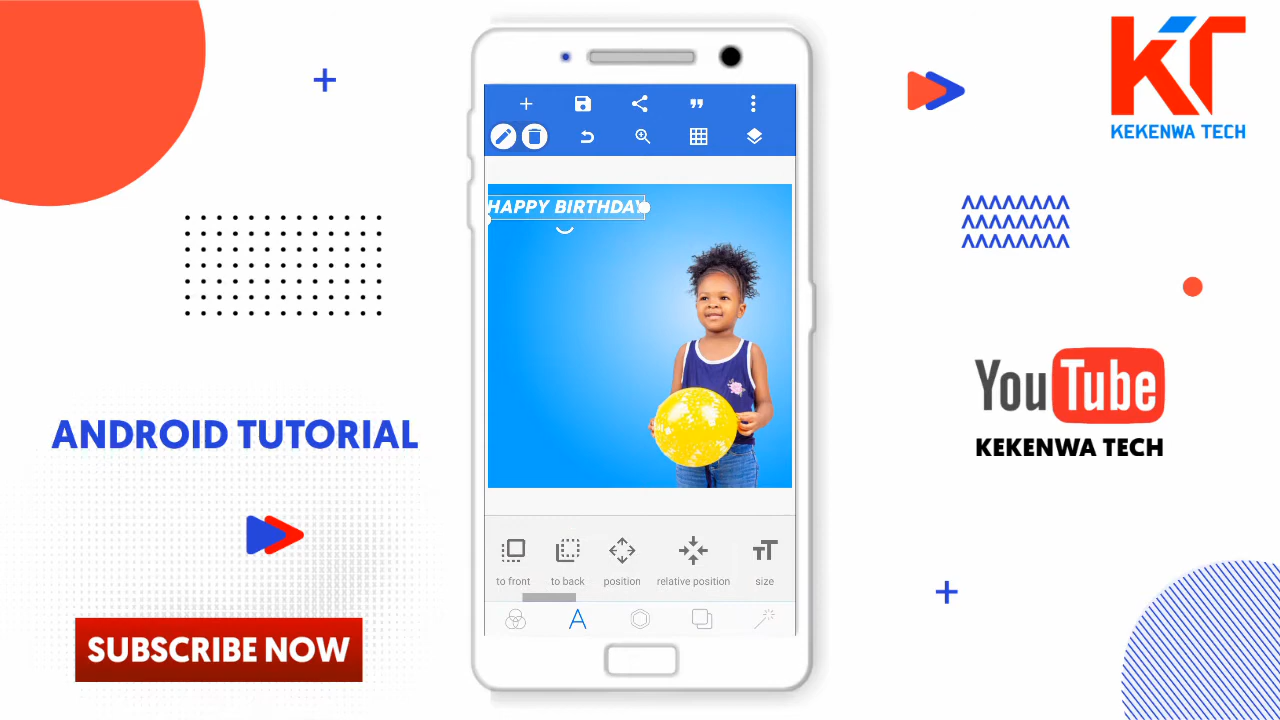 KT
KEKENWA TECH
HAPPY BIRTHDAY
ANDROID TUTORIAL
SUBSCRIBE NOW
YouTube
KEKENWA TECH
to front
to back
position
relative position
size